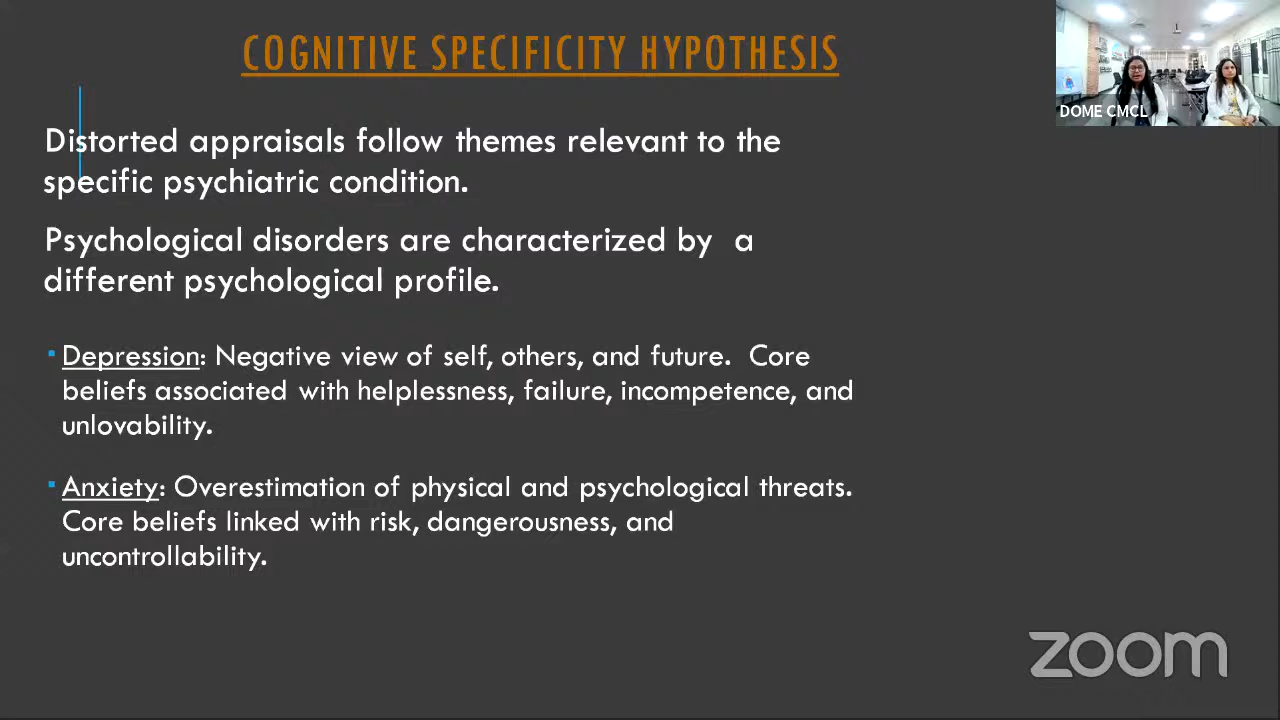 COGNITIVE SPECIFICITY HYPOTHESIS
DOME CMCL
Distorted appraisals follow themes relevant to the
specific psychiatric condition.
Psychological disorders are characterized by a
different psychological profile.
▪ Depression: Negative view of self, others, and future. Core
beliefs associated with helplessness, failure, incompetence, and
unlovability.
▪ Anxiety: Overestimation of physical and psychological threats.
Core beliefs linked with risk, dangerousness, and
uncontrollability.
zoom